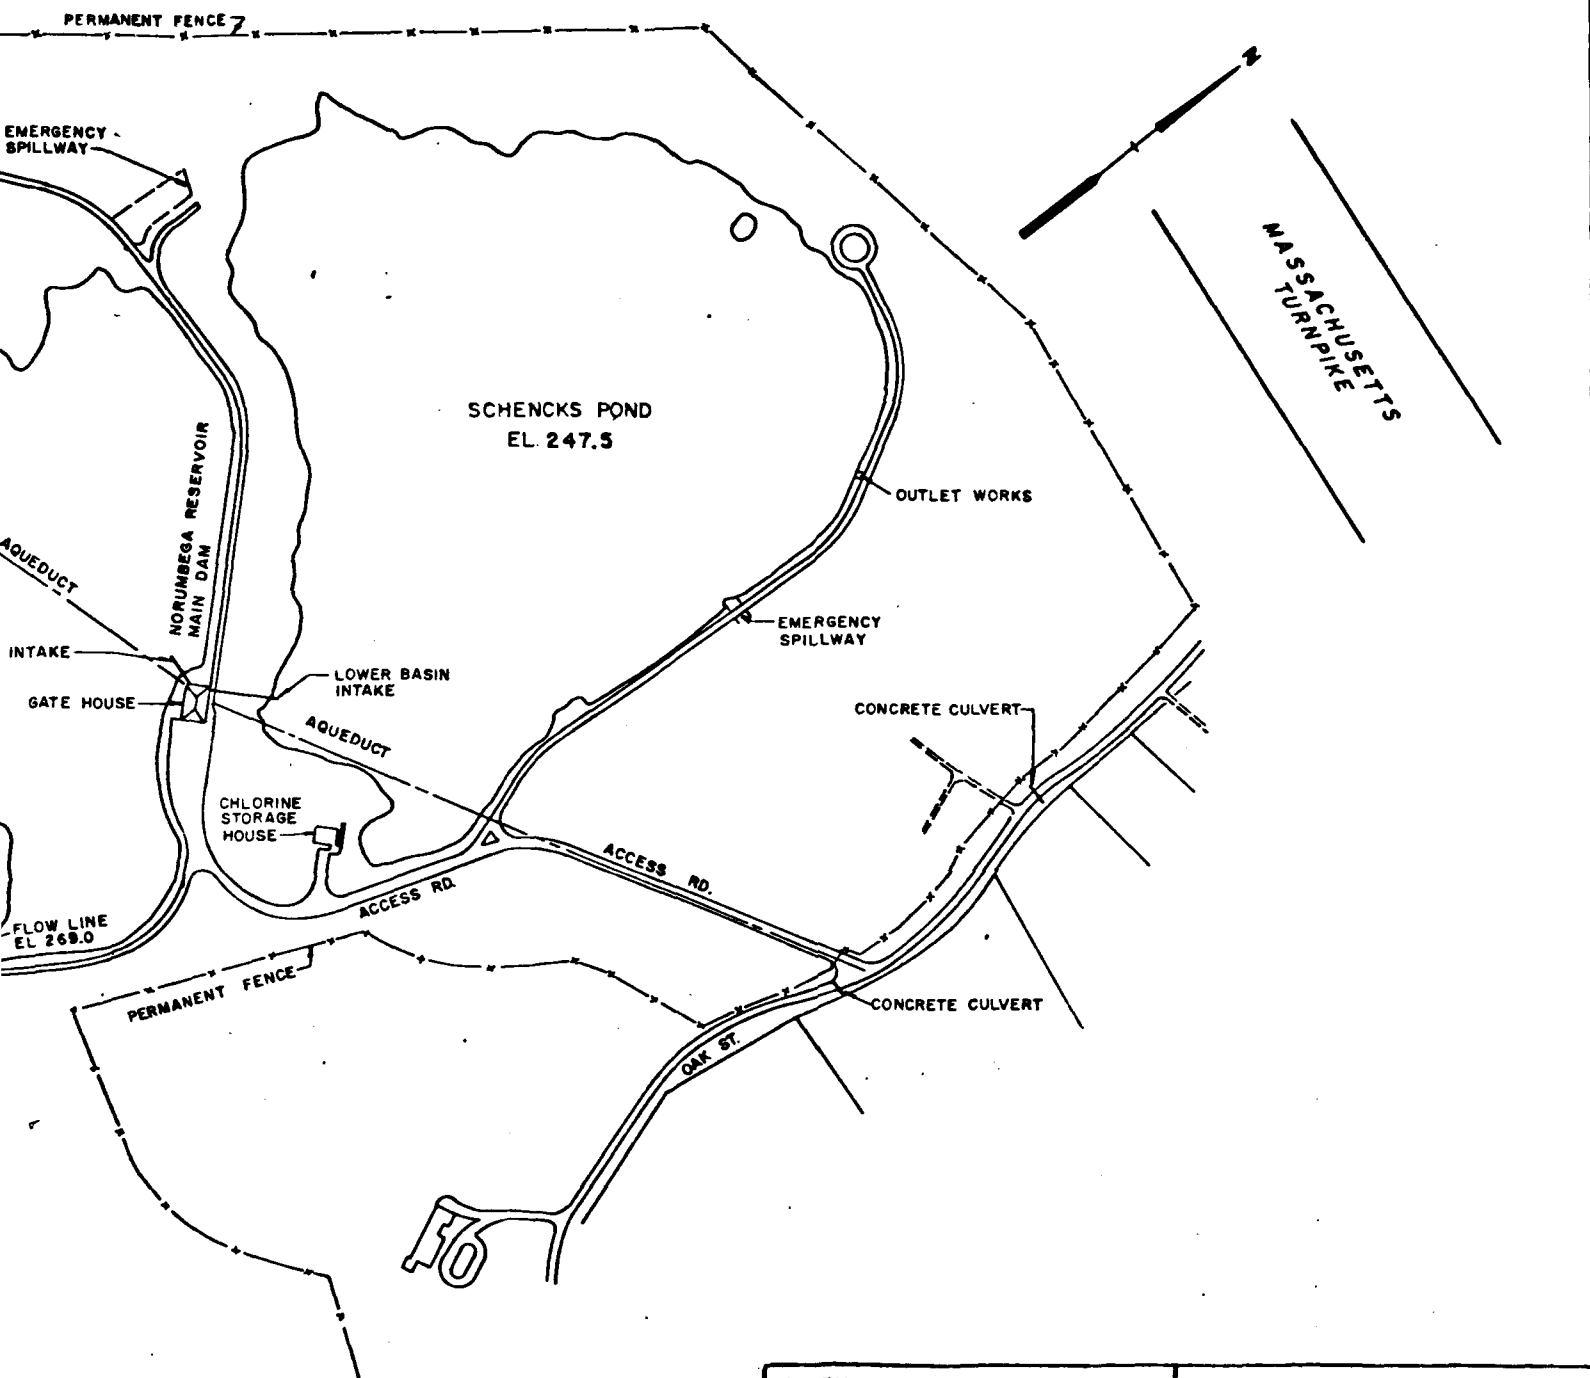 PERMANENT FENCE
N
EMERGENCY
SPILLWAY
MASSACHUSETTS
TURNPIKE
SCHENCKS POND
EL. 247.5
NORUMBEGA RESERVOIR
MAIN DAM
OUTLET WORKS
AQUEDUCT
EMERGENCY
SPILLWAY
INTAKE
GATE HOUSE
LOWER BASIN
INTAKE
AQUEDUCT
CONCRETE CULVERT
CHLORINE
STORAGE
HOUSE
ACCESS RD.
ACCESS RD.
FLOW LINE
EL 269.0
PERMANENT FENCE
CONCRETE CULVERT
OAK ST.